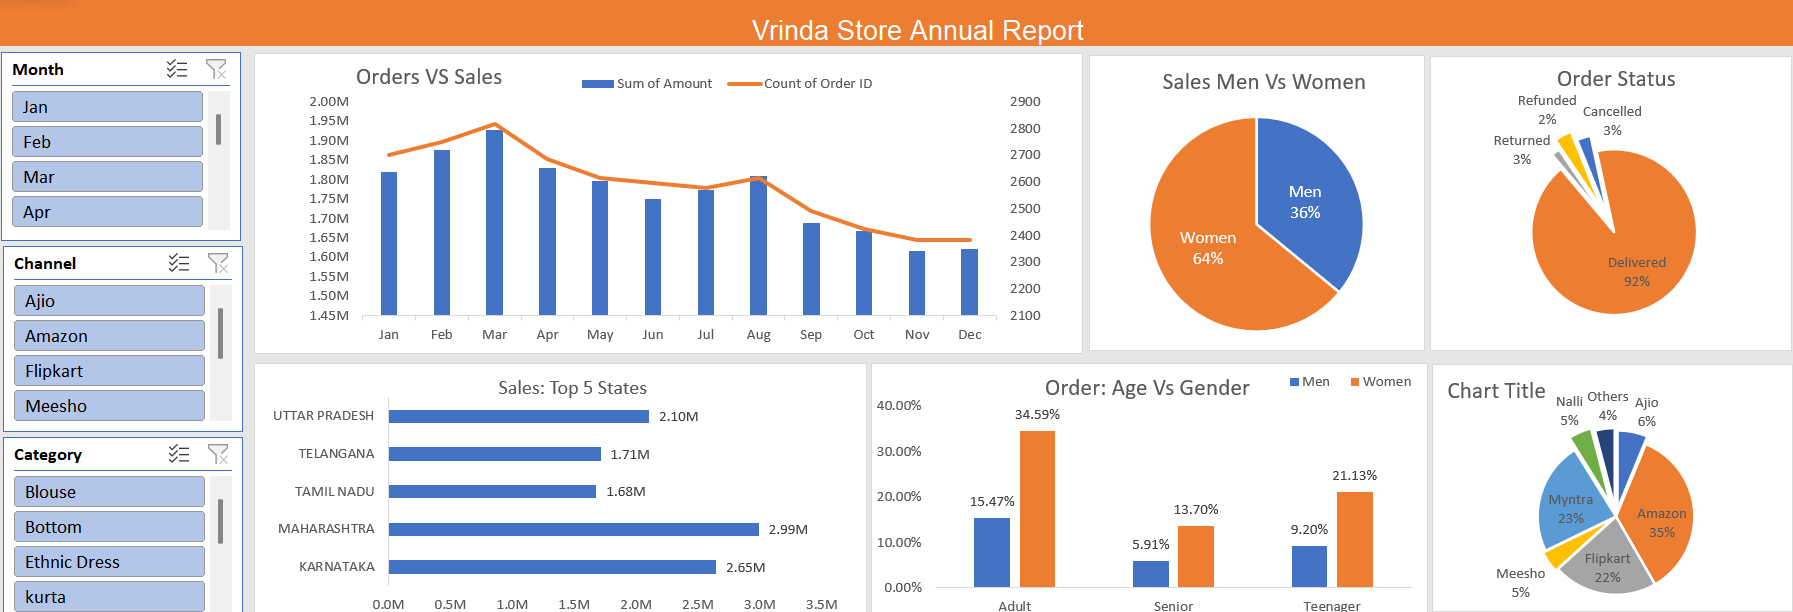 Vrinda Store Annual Report
Month
Jan
Feb
Mar
Apr
Channel
Ajio
Amazon
Flipkart
Meesho
Category
Blouse
Bottom
Ethnic Dress
kurta
Orders VS Sales
Sum of Amount
Count of Order ID
2.00M
1.95M
1.90M
1.85M
1.80M
1.75M
1.70M
1.65M
1.60M
1.55M
1.50M
1.45M
2900
2800
2700
2600
2500
2400
2300
2200
2100
Jan Feb Mar Apr May Jun Jul Aug Sep Oct Nov Dec
Sales Men Vs Women
Men
36%
Women
64%
Order Status
Refunded
2%
Cancelled
3%
Returned
3%
Delivered
92%
Sales: Top 5 States
UTTAR PRADESH 2.10M
TELANGANA 1.71M
TAMIL NADU 1.68M
MAHARASHTRA 2.99M
KARNATAKA 2.65M
0.0M 0.5M 1.0M 1.5M 2.0M 2.5M 3.0M 3.5M
Order: Age Vs Gender
Men
Women
40.00%
30.00%
20.00%
10.00%
0.00%
15.47%
34.59%
5.91%
13.70%
9.20%
21.13%
Adult Senior Teenager
Chart Title
Nalli
5%
Others
4%
Ajio
6%
Myntra
23%
Amazon
35%
Flipkart
22%
Meesho
5%